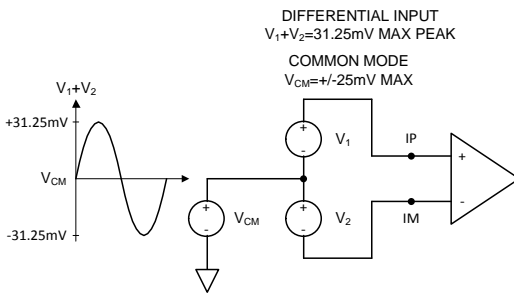 DIFFERENTIAL INPUT
V1+V2=31.25mV MAX PEAK
COMMON MODE
VCM=+/-25mV MAX
V1+V2
+31.25mV
VCM
-31.25mV
+
-
V1
IP
+
-
VCM
+
-
V2
IM
+
-